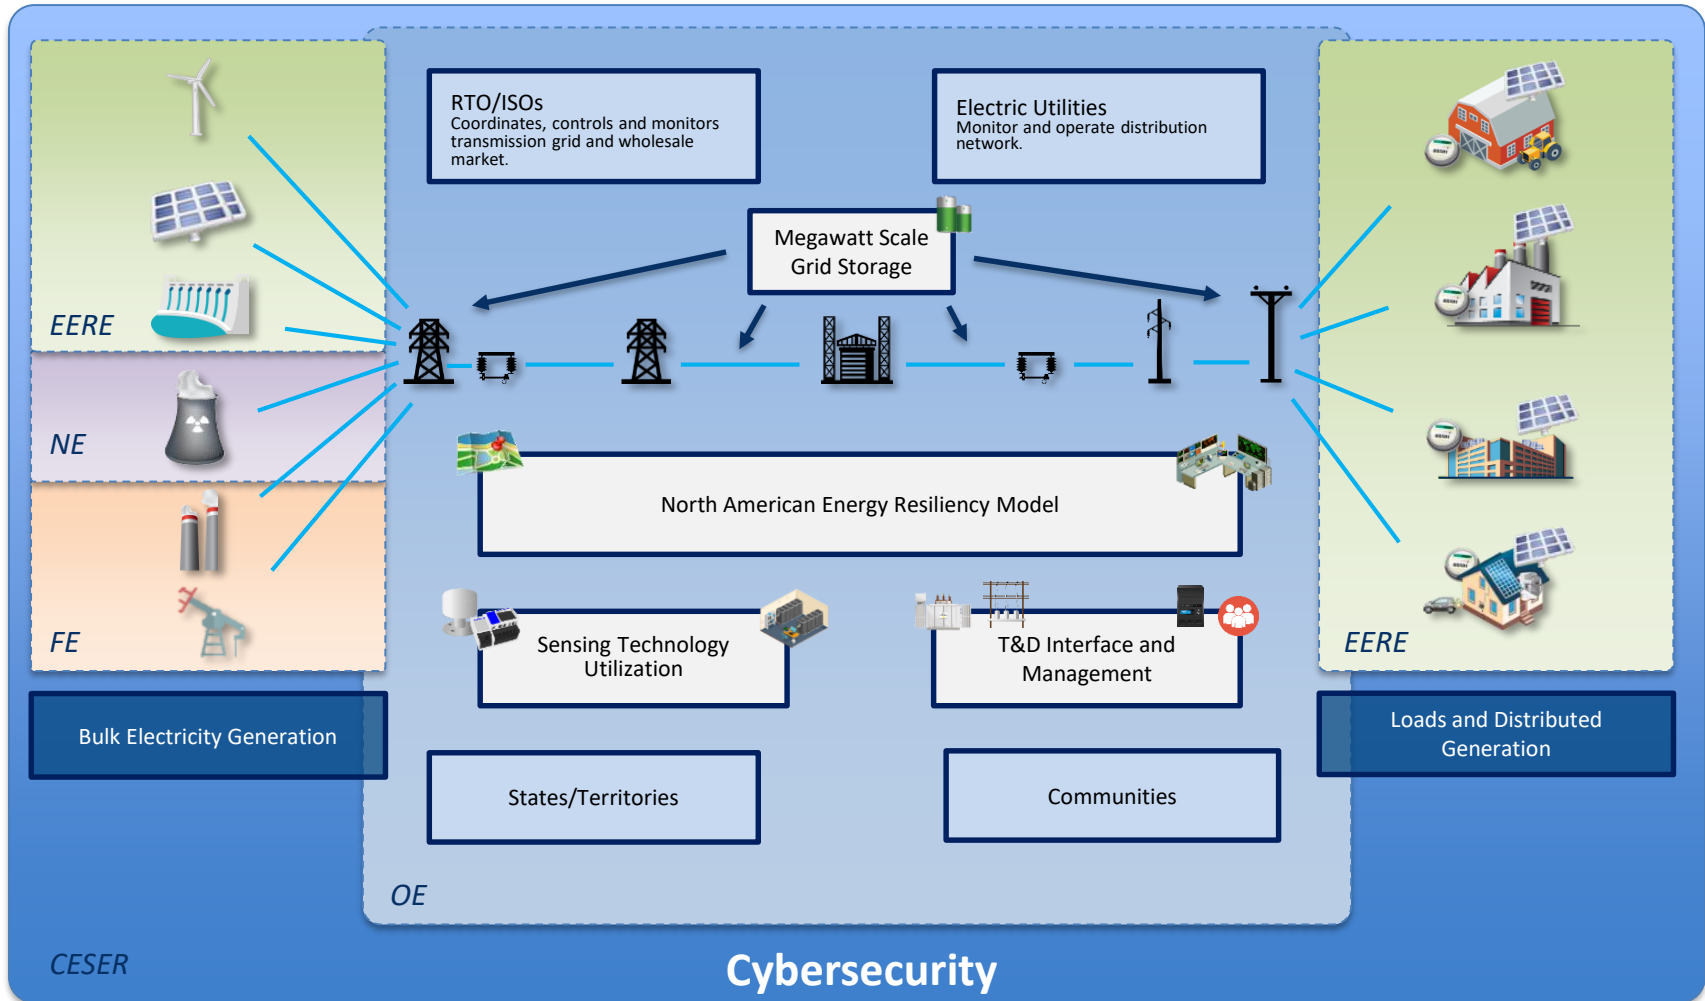 RTO/ISOs
Coordinates, controls and monitors
transmission grid and wholesale
market.
Electric Utilities
Monitor and operate distribution
network.
Megawatt Scale
Grid Storage
EERE
NE
FE
Bulk Electricity Generation
North American Energy Resiliency Model
Sensing Technology
Utilization
T&D Interface and
Management
EERE
Loads and Distributed
Generation
States/Territories
Communities
OE
CESER
Cybersecurity